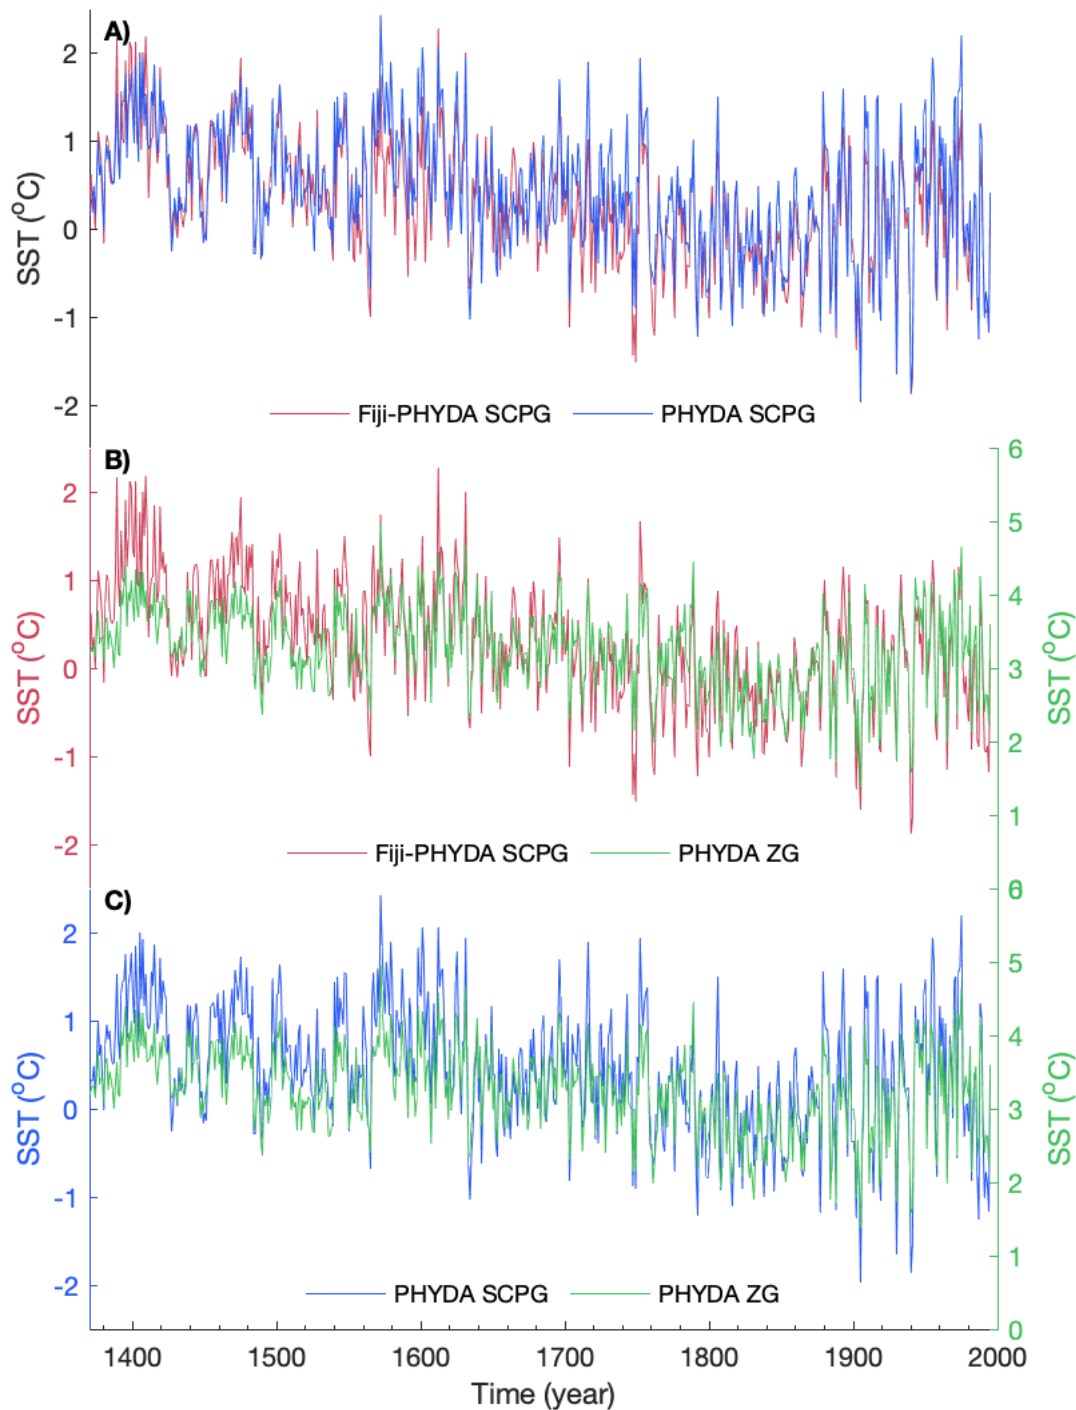 A)
2
1
0
-1
-2
SST (°C)
Fiji-PHYDA SCPG
PHYDA SCPG
B)
2
1
0
-1
-2
SST (°C)
6
5
4
3
2
1
0
SST (°C)
Fiji-PHYDA SCPG
PHYDA ZG
C)
2
1
0
-1
-2
SST (°C)
6
5
4
3
2
1
0
SST (°C)
PHYDA SCPG
PHYDA ZG
1400 1500 1600 1700 1800 1900 2000
Time (year)